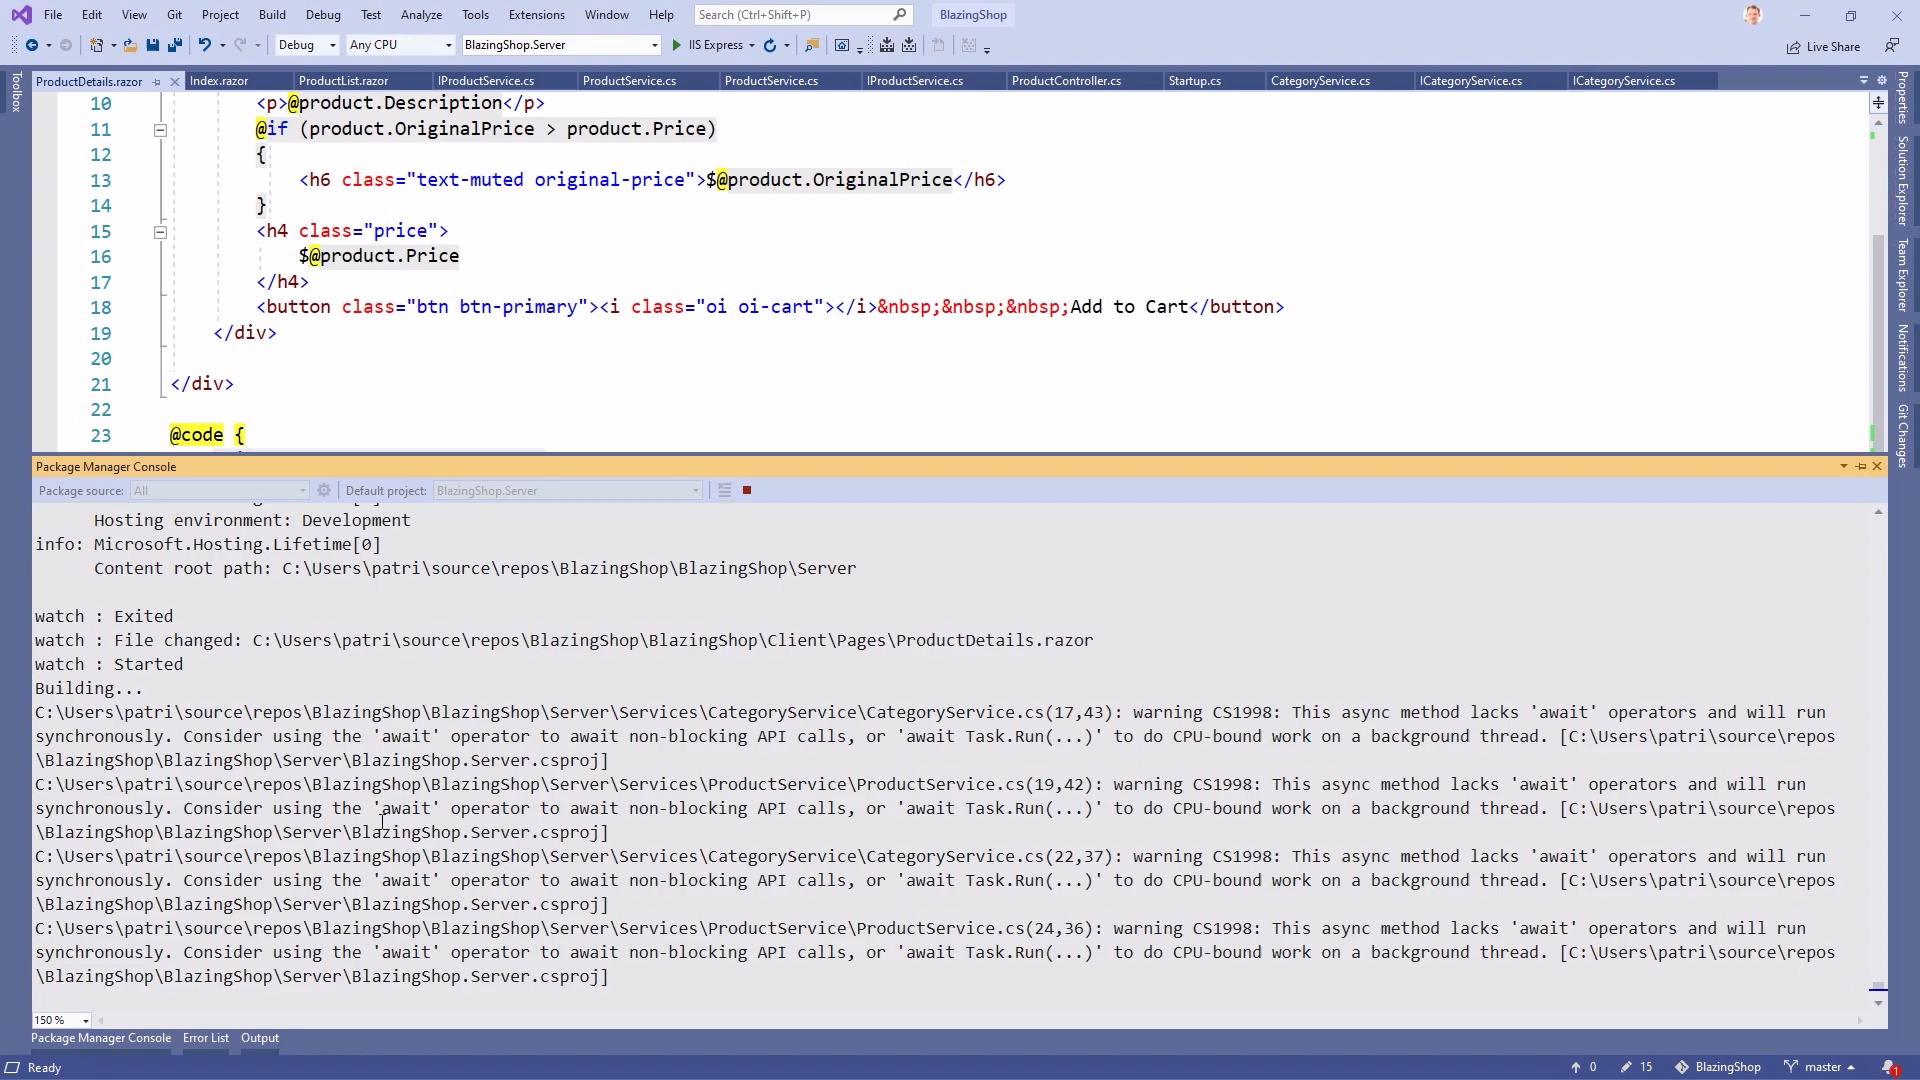 File Edit View Git Project Build Debug Test Analyze Tools Extensions Window Help Search (Ctrl+Shift+P) BlazingShop
Debug Any CPU BlazingShop.Server IIS Express Live Share
Toolbox
ProductDetails.razor Index.razor ProductList.razor IProductService.cs ProductService.cs ProductService.cs IProductService.cs ProductController.cs Startup.cs CategoryService.cs ICategoryService.cs ICategoryService.cs
10 <p>@product.Description</p>
11 @if (product.OriginalPrice > product.Price)
12 {
13 <h6 class="text-muted original-price">$@product.OriginalPrice</h6>
14 }
15 <h4 class="price">
16 $@product.Price
17 </h4>
18 <button class="btn btn-primary"><i class="oi oi-cart"></i>&nbsp;&nbsp;&nbsp;Add to Cart</button>
19 </div>
20
21 </div>
22
23 @code {
Properties
Solution Explorer
Team Explorer
Notifications
Git Changes
Package Manager Console
Package source: All Default project: BlazingShop.Server
Hosting environment: Development
info: Microsoft.Hosting.Lifetime[0]
Content root path: C:\Users\patri\source\repos\BlazingShop\BlazingShop\Server
watch : Exited
watch : File changed: C:\Users\patri\source\repos\BlazingShop\BlazingShop\Client\Pages\ProductDetails.razor
watch : Started
Building...
C:\Users\patri\source\repos\BlazingShop\BlazingShop\Server\Services\CategoryService\CategoryService.cs(17,43): warning CS1998: This async method lacks 'await' operators and will run
synchronously. Consider using the 'await' operator to await non-blocking API calls, or 'await Task.Run(...)' to do CPU-bound work on a background thread. [C:\Users\patri\source\repos
\BlazingShop\BlazingShop\Server\BlazingShop.Server.csproj]
C:\Users\patri\source\repos\BlazingShop\BlazingShop\Server\Services\ProductService\ProductService.cs(19,42): warning CS1998: This async method lacks 'await' operators and will run
synchronously. Consider using the 'await' operator to await non-blocking API calls, or 'await Task.Run(...)' to do CPU-bound work on a background thread. [C:\Users\patri\source\repos
\BlazingShop\BlazingShop\Server\BlazingShop.Server.csproj]
C:\Users\patri\source\repos\BlazingShop\BlazingShop\Server\Services\CategoryService\CategoryService.cs(22,37): warning CS1998: This async method lacks 'await' operators and will run
synchronously. Consider using the 'await' operator to await non-blocking API calls, or 'await Task.Run(...)' to do CPU-bound work on a background thread. [C:\Users\patri\source\repos
\BlazingShop\BlazingShop\Server\BlazingShop.Server.csproj]
C:\Users\patri\source\repos\BlazingShop\BlazingShop\Server\Services\ProductService\ProductService.cs(24,36): warning CS1998: This async method lacks 'await' operators and will run
synchronously. Consider using the 'await' operator to await non-blocking API calls, or 'await Task.Run(...)' to do CPU-bound work on a background thread. [C:\Users\patri\source\repos
\BlazingShop\BlazingShop\Server\BlazingShop.Server.csproj]
150 %
Package Manager Console Error List Output
Ready 0 15 BlazingShop master 1